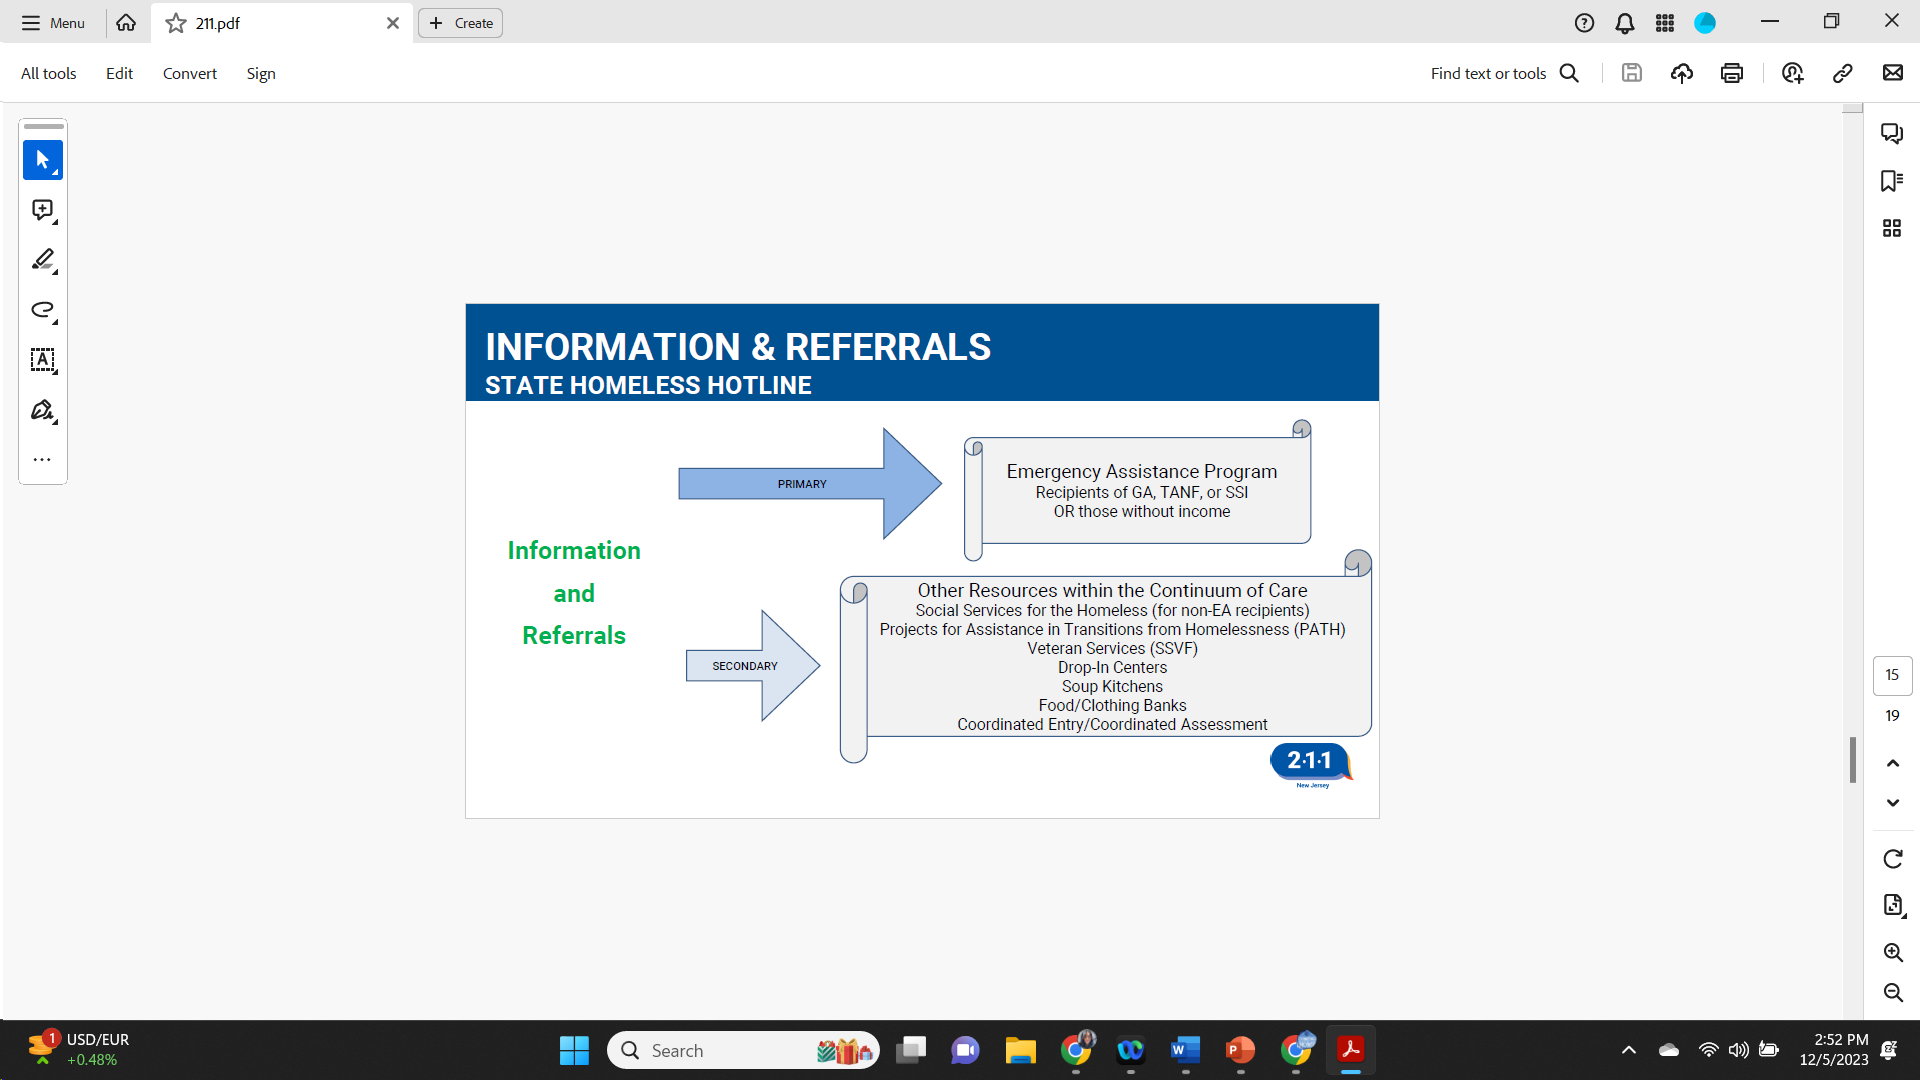 Menu
211.pdf
Create
All tools
Edit
Convert
Sign
Find text or tools
INFORMATION & REFERRALS
STATE HOMELESS HOTLINE
PRIMARY
Emergency Assistance Program
Recipients of GA, TANF, or SSI
OR those without income
Information
and
Referrals
SECONDARY
Other Resources within the Continuum of Care
Social Services for the Homeless (for non-EA recipients)
Projects for Assistance in Transitions from Homelessness (PATH)
Veteran Services (SSVF)
Drop-In Centers
Soup Kitchens
Food/Clothing Banks
Coordinated Entry/Coordinated Assessment
2·1·1
New Jersey
15
19
1
USD/EUR
+0.48%
Search
2:52 PM
12/5/2023